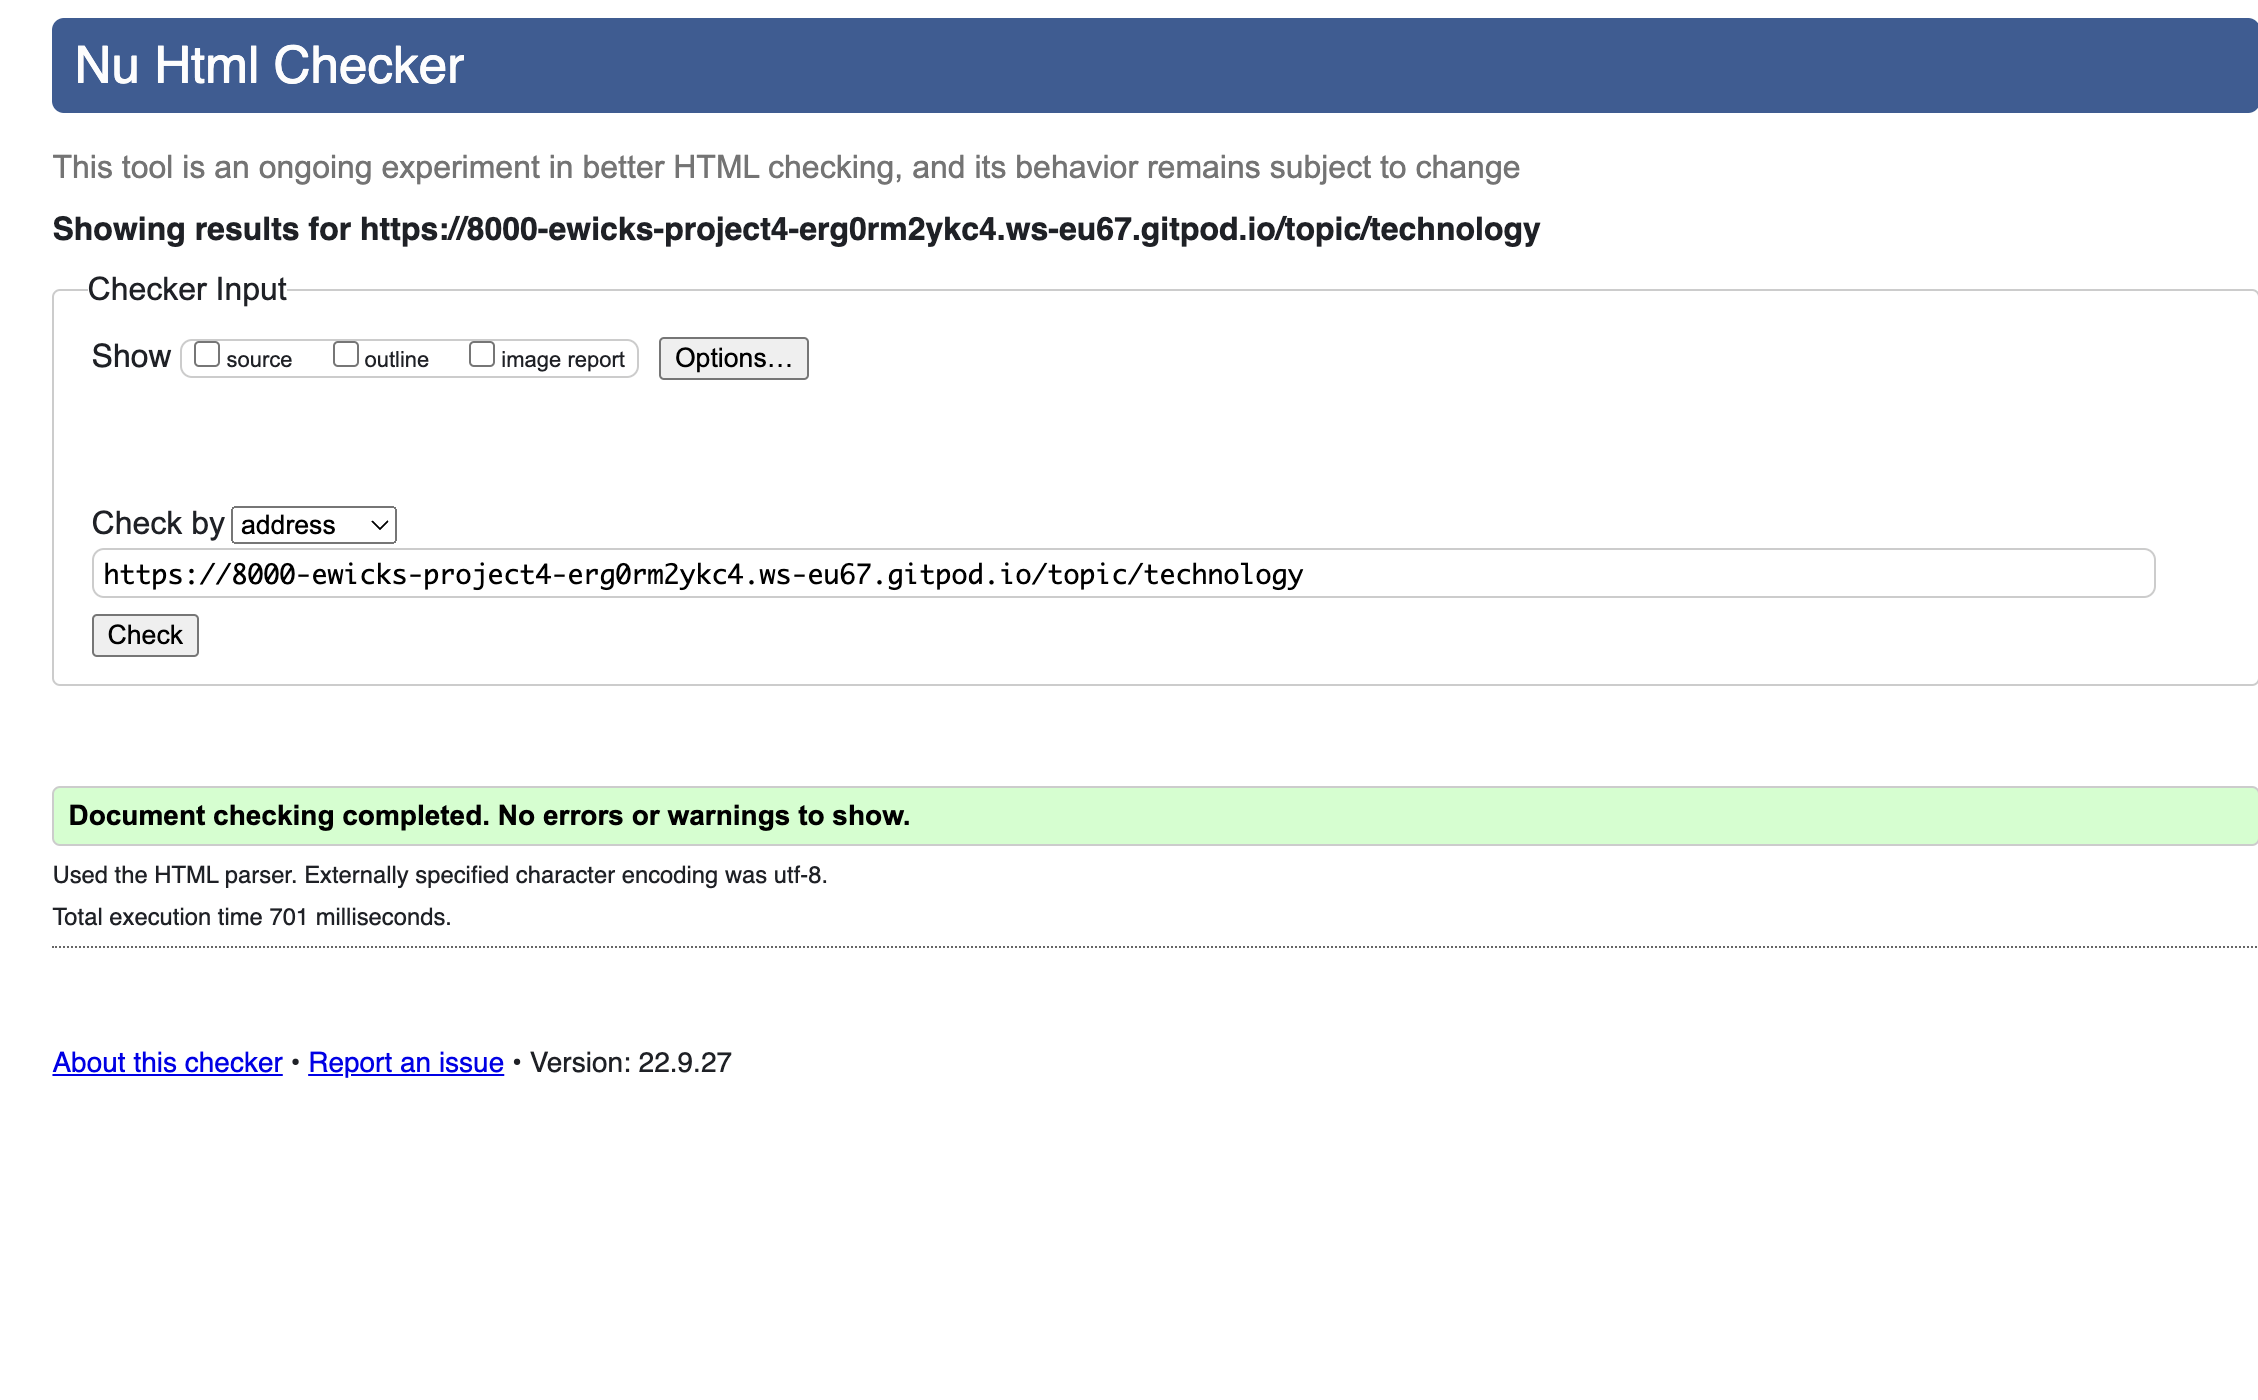 Nu Html Checker
This tool is an ongoing experiment in better HTML checking, and its behavior remains subject to change
Showing results for https://8000-ewicks-project4-erg0rm2ykc4.ws-eu67.gitpod.io/topic/technology
Checker Input
Show source outline image report Options...
Check by address
https://8000-ewicks-project4-erg0rm2ykc4.ws-eu67.gitpod.io/topic/technology
Check
Document checking completed. No errors or warnings to show.
Used the HTML parser. Externally specified character encoding was utf-8.
Total execution time 701 milliseconds.
About this checker • Report an issue • Version: 22.9.27